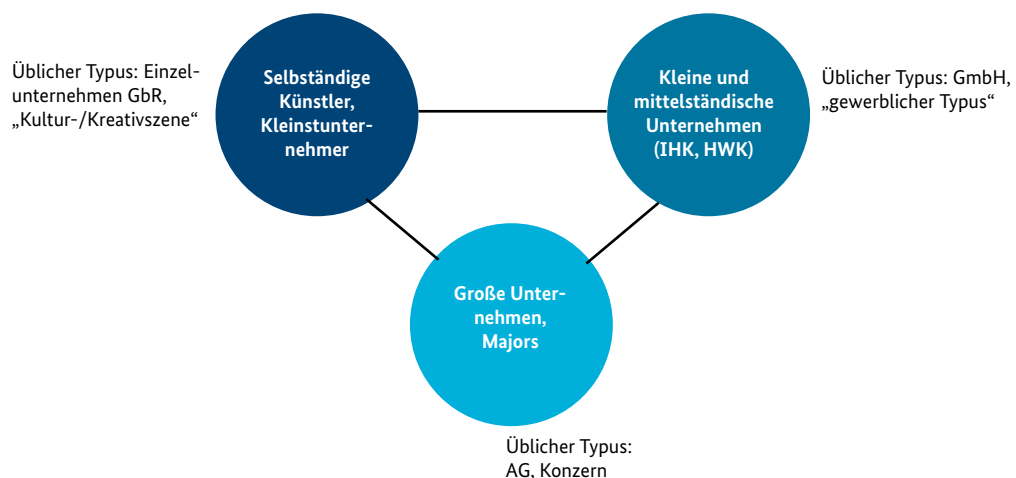 Üblicher Typus: Einzel-
unternehmen GbR,
„Kultur-/Kreativszene“
Selbständige
Künstler,
Kleinstunter-
nehmer
Kleine und
mittelständische
Unternehmen
(IHK, HWK)
Üblicher Typus: GmbH,
„gewerblicher Typus“
Große Unter-
nehmen,
Majors
Üblicher Typus:
AG, Konzern